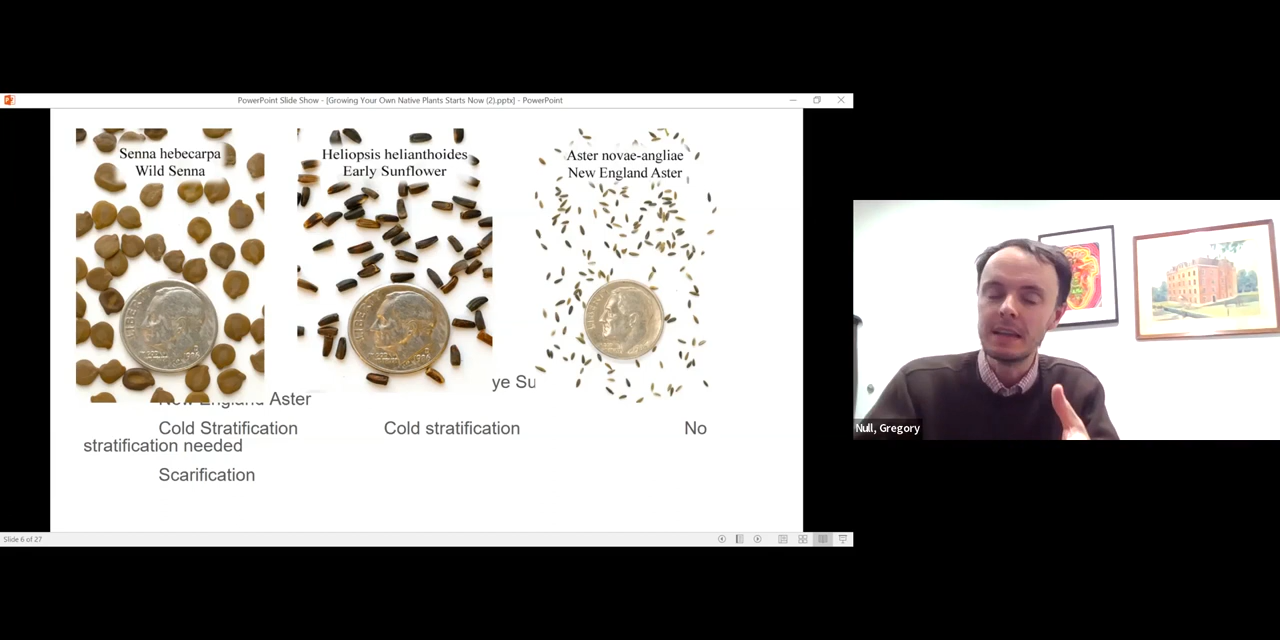 PowerPoint Slide Show - [Growing Your Own Native Plants Starts Now (2).pptx] - PowerPoint
Senna hebecarpa
Wild Senna
Heliopsis helianthoides
Early Sunflower
Aster novae-angliae
New England Aster
LIBERTY
LIBERTY
ye Su
New England Aster
Cold Stratification
Cold stratification
No
stratification needed
Scarification
Null, Gregory
Slide 6 of 27